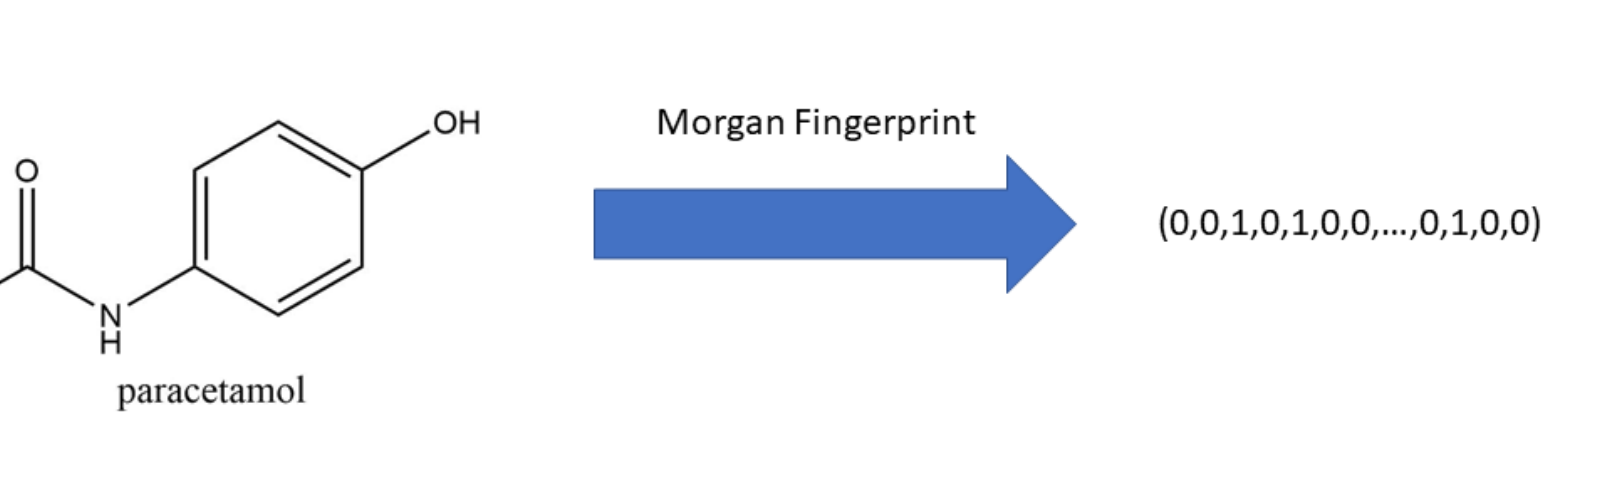 OH
Morgan Fingerprint
O
(0,0,1,0,1,0,0,...,0,1,0,0)
N
H
paracetamol